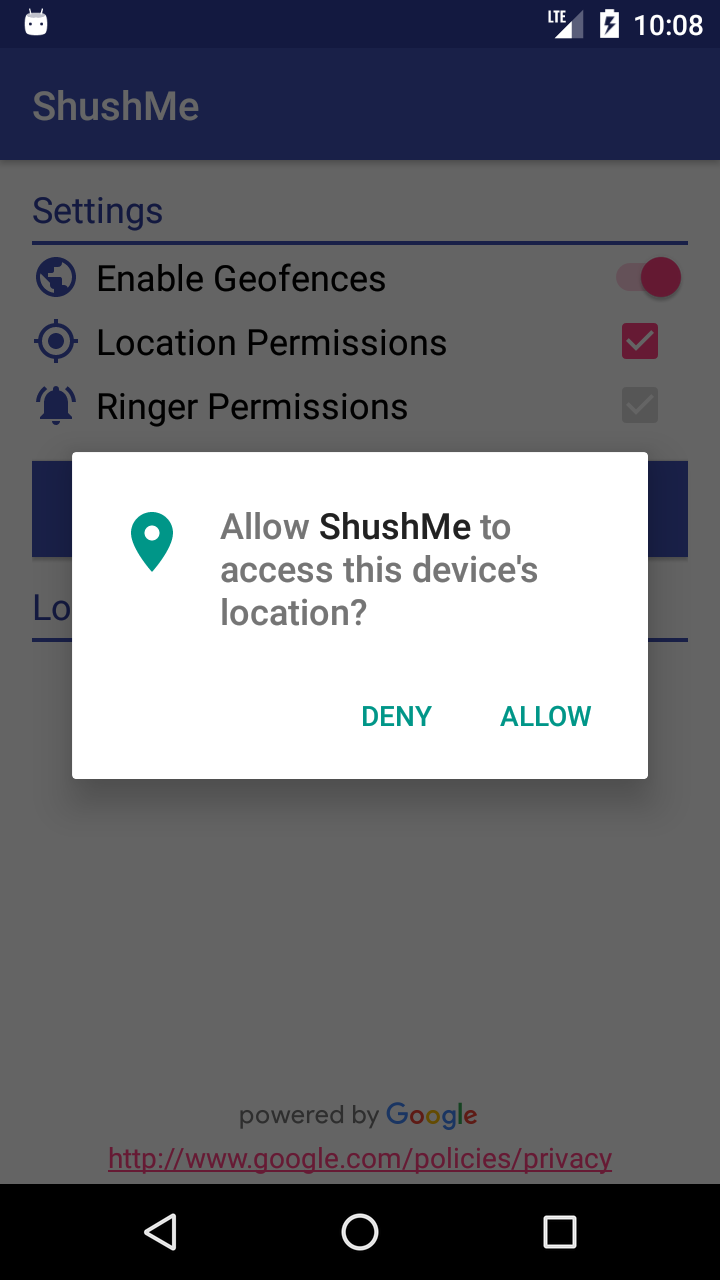 LTE 10:08
ShushMe
Settings
Enable Geofences
Location Permissions
Ringer Permissions
Allow ShushMe to
access this device's
location?
Lo
DENY ALLOW
powered by Google
http://www.google.com/policies/privacy